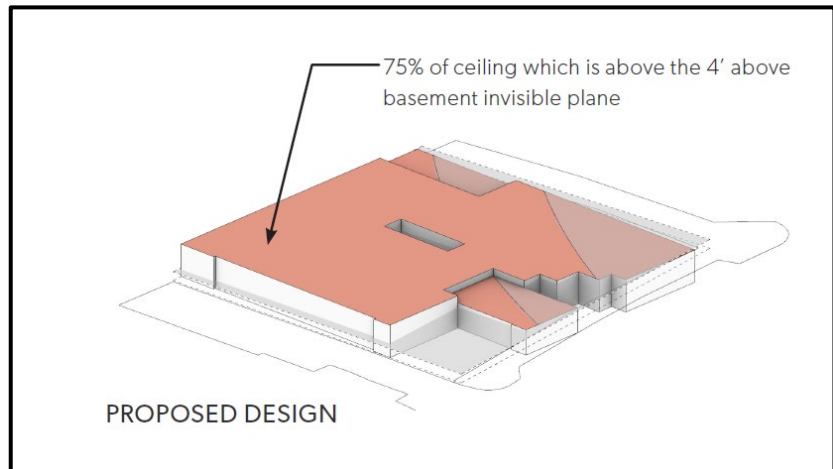 75% of ceiling which is above the 4' above
basement invisible plane
PROPOSED DESIGN